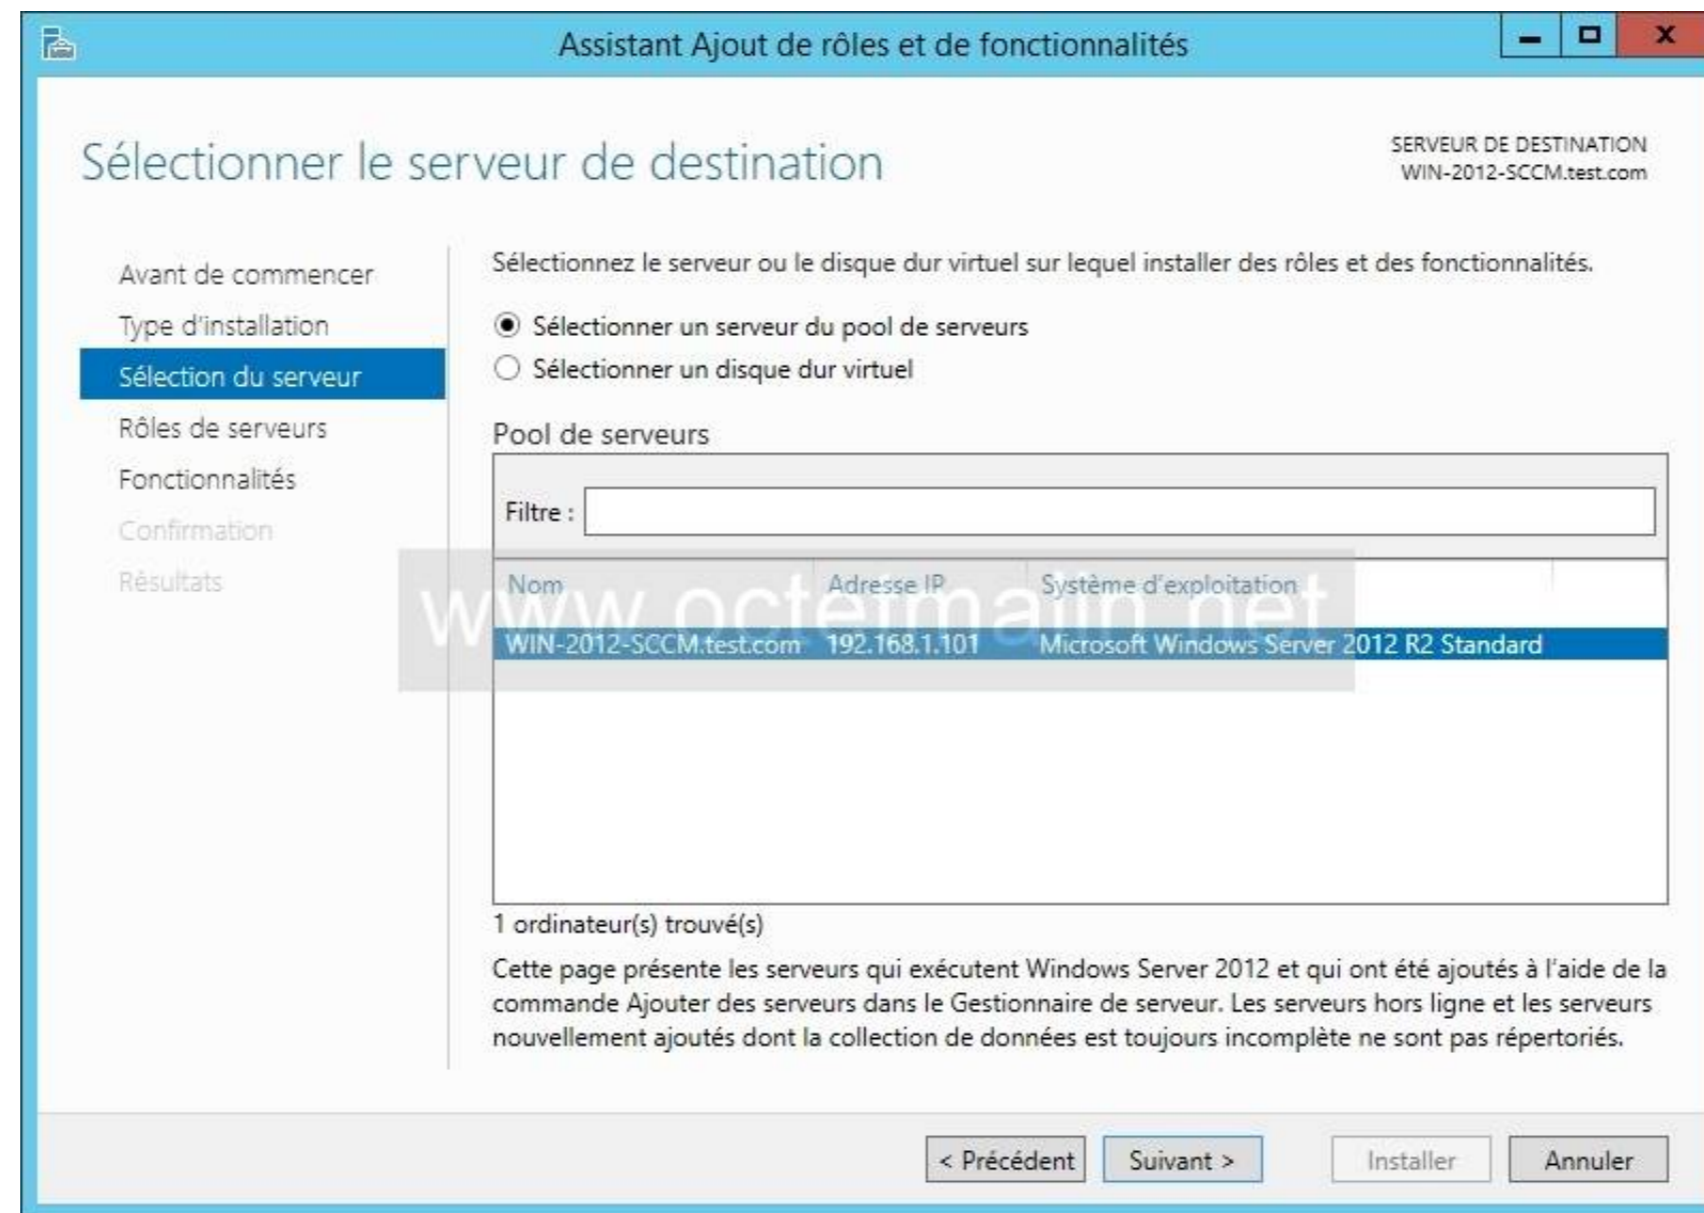 Assistant Ajout de rôles et de fonctionnalités
Sélectionner le serveur de destination
SERVEUR DE DESTINATION
WIN-2012-SCCM.test.com
Avant de commencer
Type d'installation
Sélection du serveur
Rôles de serveurs
Fonctionnalités
Confirmation
Résultats
Sélectionnez le serveur ou le disque dur virtuel sur lequel installer des rôles et des fonctionnalités.
Sélectionner un serveur du pool de serveurs
Sélectionner un disque dur virtuel
Pool de serveurs
Filtre :
Nom Adresse IP Système d'exploitation
www.octetmalin.net
WIN-2012-SCCM.test.com 192.168.1.101 Microsoft Windows Server 2012 R2 Standard
1 ordinateur(s) trouvé(s)
Cette page présente les serveurs qui exécutent Windows Server 2012 et qui ont été ajoutés à l'aide de la
commande Ajouter des serveurs dans le Gestionnaire de serveur. Les serveurs hors ligne et les serveurs
nouvellement ajoutés dont la collection de données est toujours incomplète ne sont pas répertoriés.
< Précédent Suivant > Installer Annuler